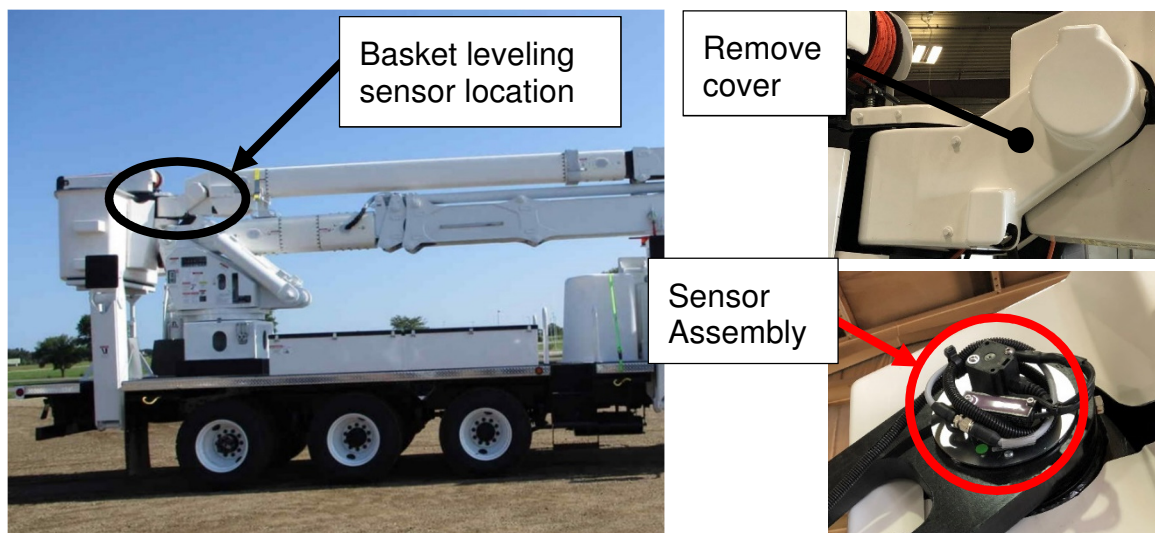 Basket leveling
sensor location
Remove
cover
Sensor
Assembly